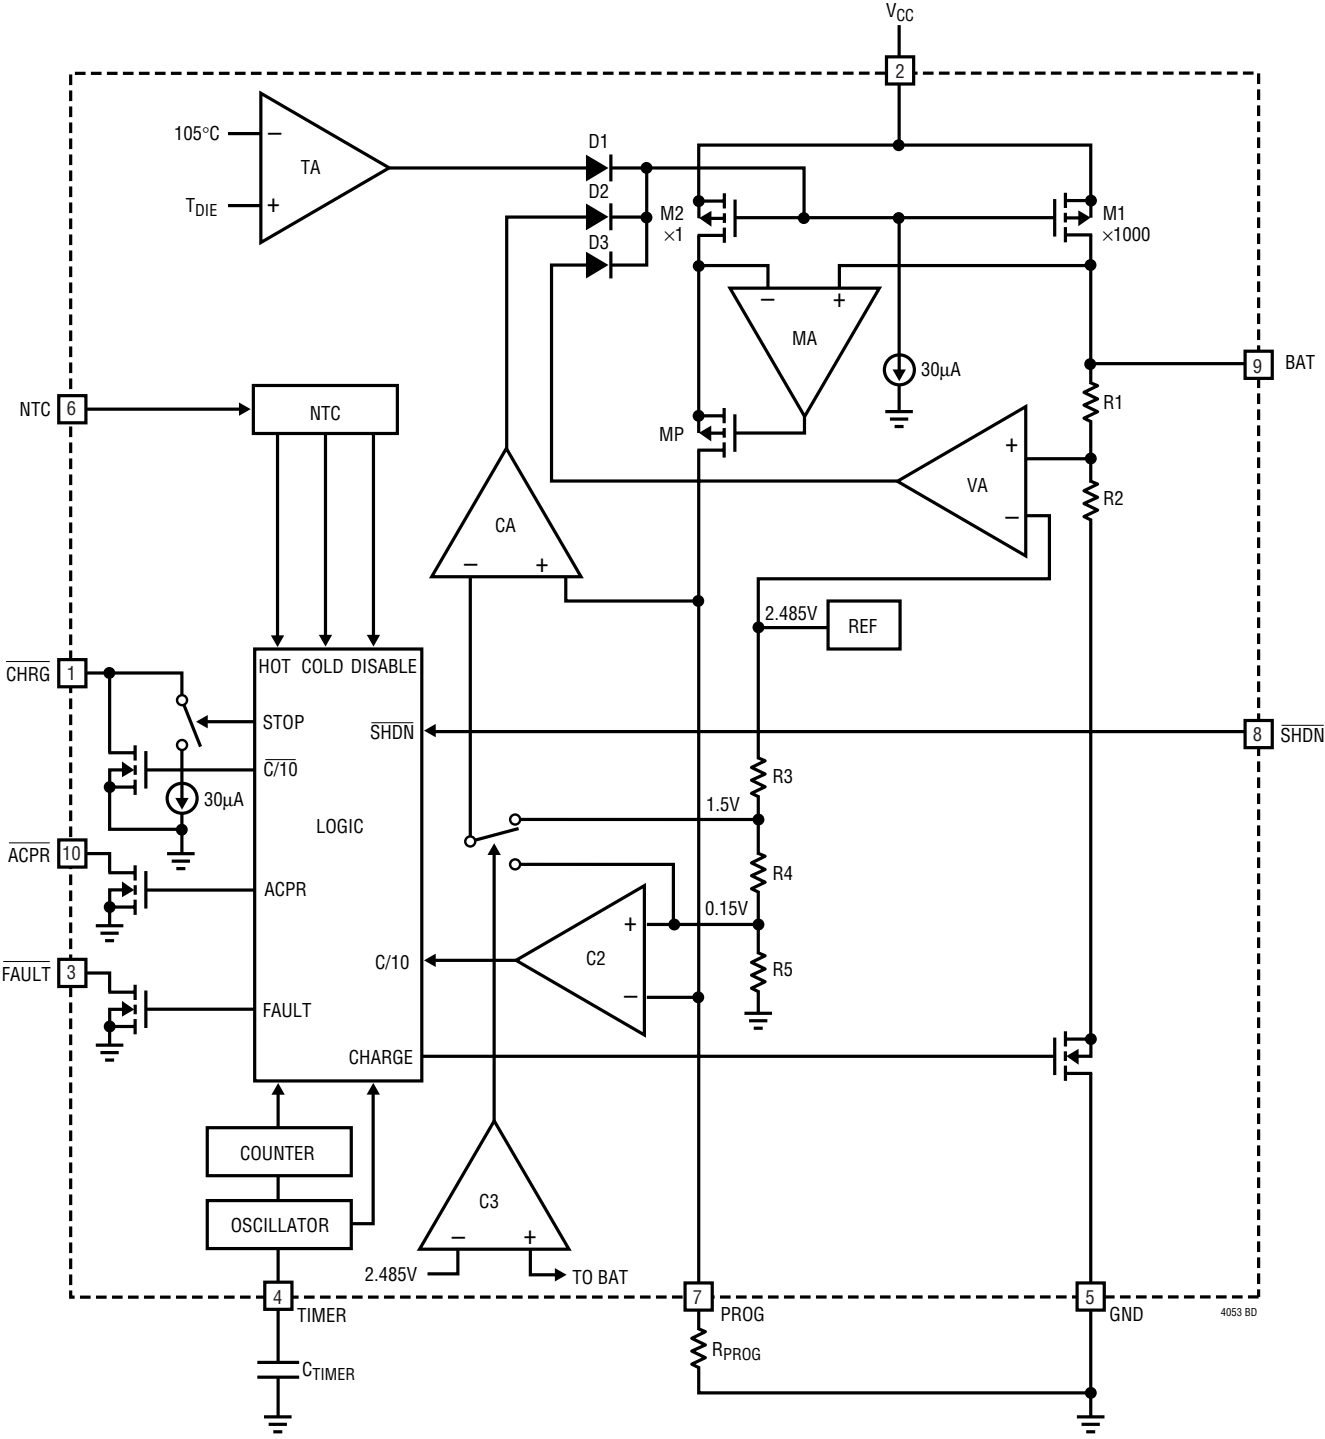 VCC
2
105°C
–
TA
TDIE
+
D1
D2
D3
M2
×1
M1
×1000
–
+
MA
30µA
9
BAT
R1
NTC
6
NTC
MP
+
VA
–
R2
CA
–
+
2.485V
REF
CHRG
1
HOT
COLD
DISABLE
STOP
SHDN
8
SHDN
C/10
30µA
LOGIC
R3
1.5V
ACPR
10
ACPR
R4
0.15V
+
C2
–
C/10
R5
FAULT
3
FAULT
CHARGE
COUNTER
OSCILLATOR
C3
–
+
2.485V
TO BAT
4
TIMER
7
PROG
5
GND
4053 BD
RPROG
CTIMER